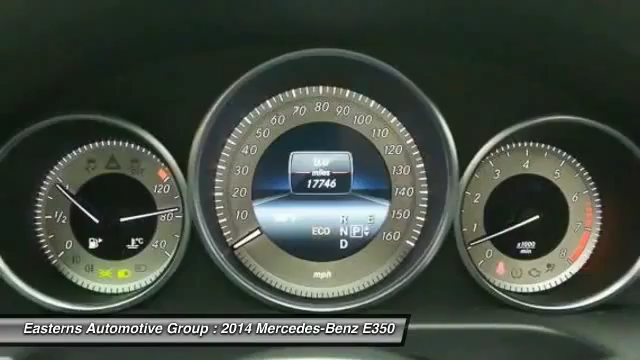 80
70 90
60 100
50 110
40 120
30 130
20 140
10 150
160
miles
17746
R E
ECO N P
D
mph
120
80
40
1/2
0
°C
1 2 3 4 5 6 7 8
x1000
min
Easterns Automotive Group : 2014 Mercedes-Benz E350